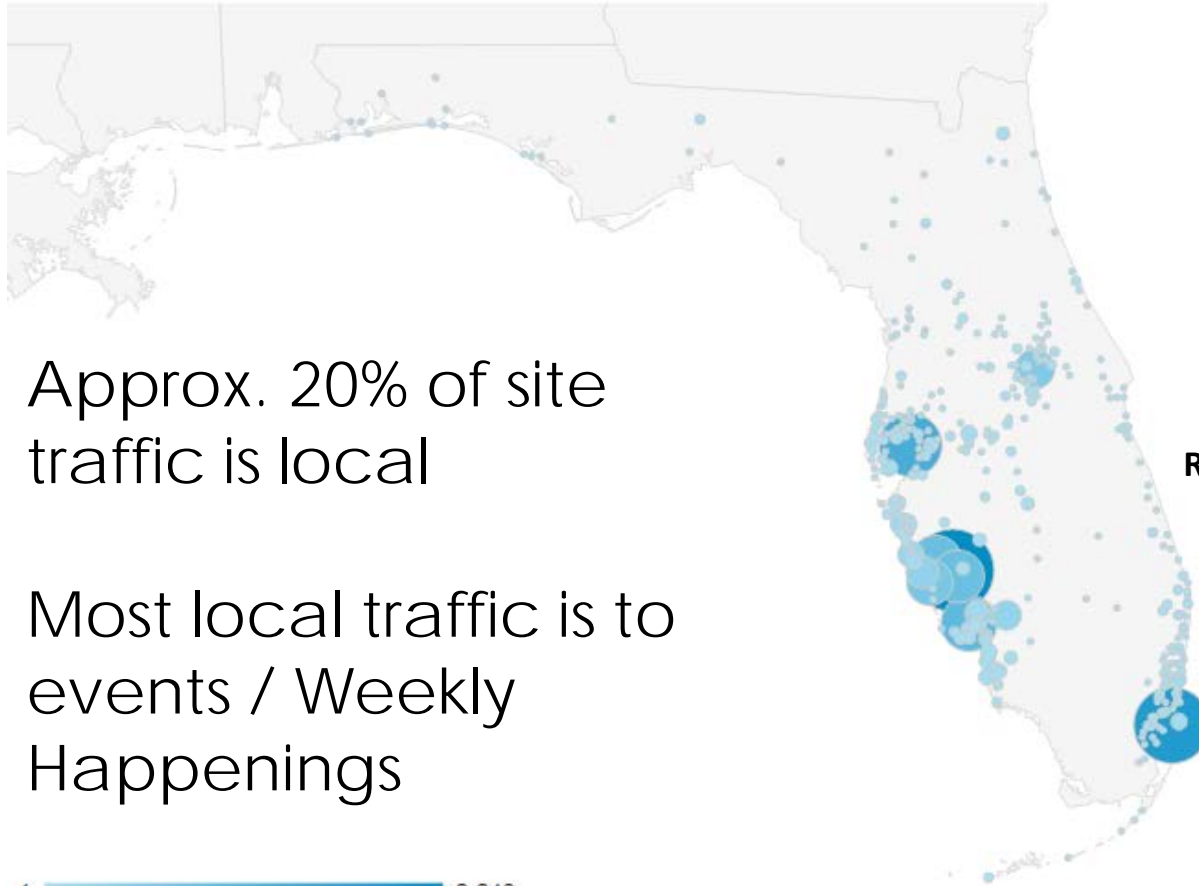 Approx. 20% of site
traffic is local
R
Most local traffic is to
events / Weekly
Happenings